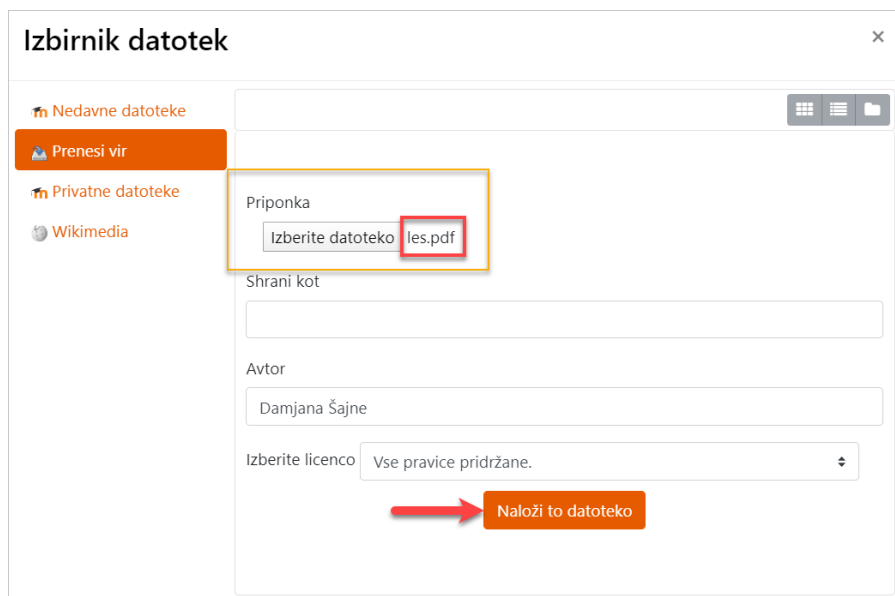 Izbirnik datotek
×
Nedavne datoteke
Prenesi vir
Privatne datoteke
Wikimedia
Priponka
Izberite datoteko les.pdf
Shrani kot
Avtor
Damjana Šajne
Izberite licenco Vse pravice pridržane.
Naloži to datoteko